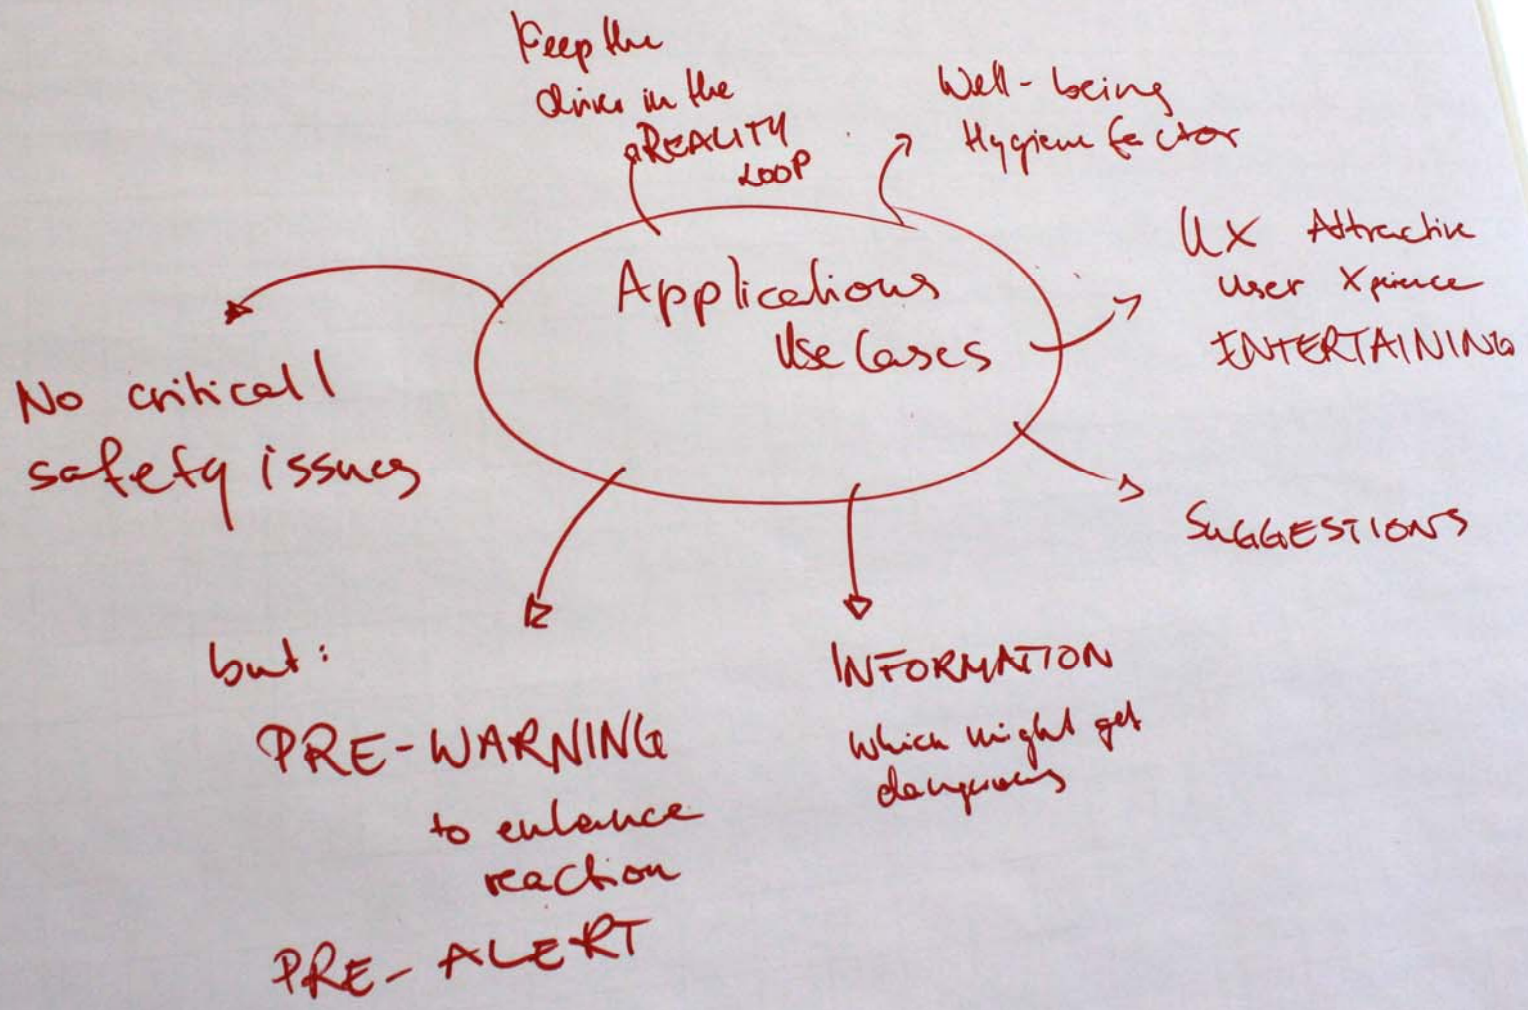 Keep the
driver in the
REALITY
LOOP
Well-being
Hygiene factor
UX Attractive
User Xperience
ENTERTAINING
Applications
Use Cases
No critical!
safety issues
SUGGESTIONS
but:
PRE-WARNING
to enhance
reaction
PRE-ALERT
INFORMATION
which might get
dangerous